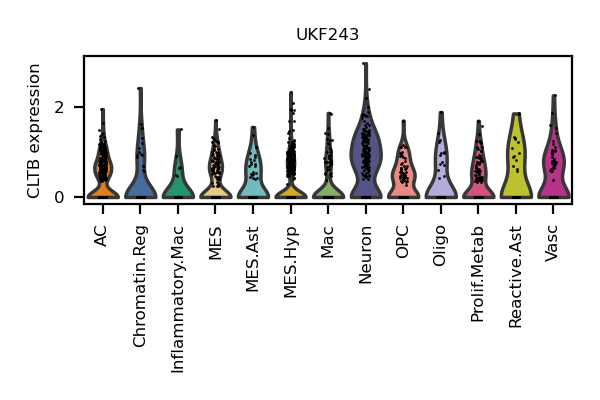 UKF243
CLTB expression
2
0
AC
Chromatin.Reg
Inflammatory.Mac
MES
MES.Ast
MES.Hyp
Mac
Neuron
OPC
Oligo
Prolif.Metab
Reactive.Ast
Vasc